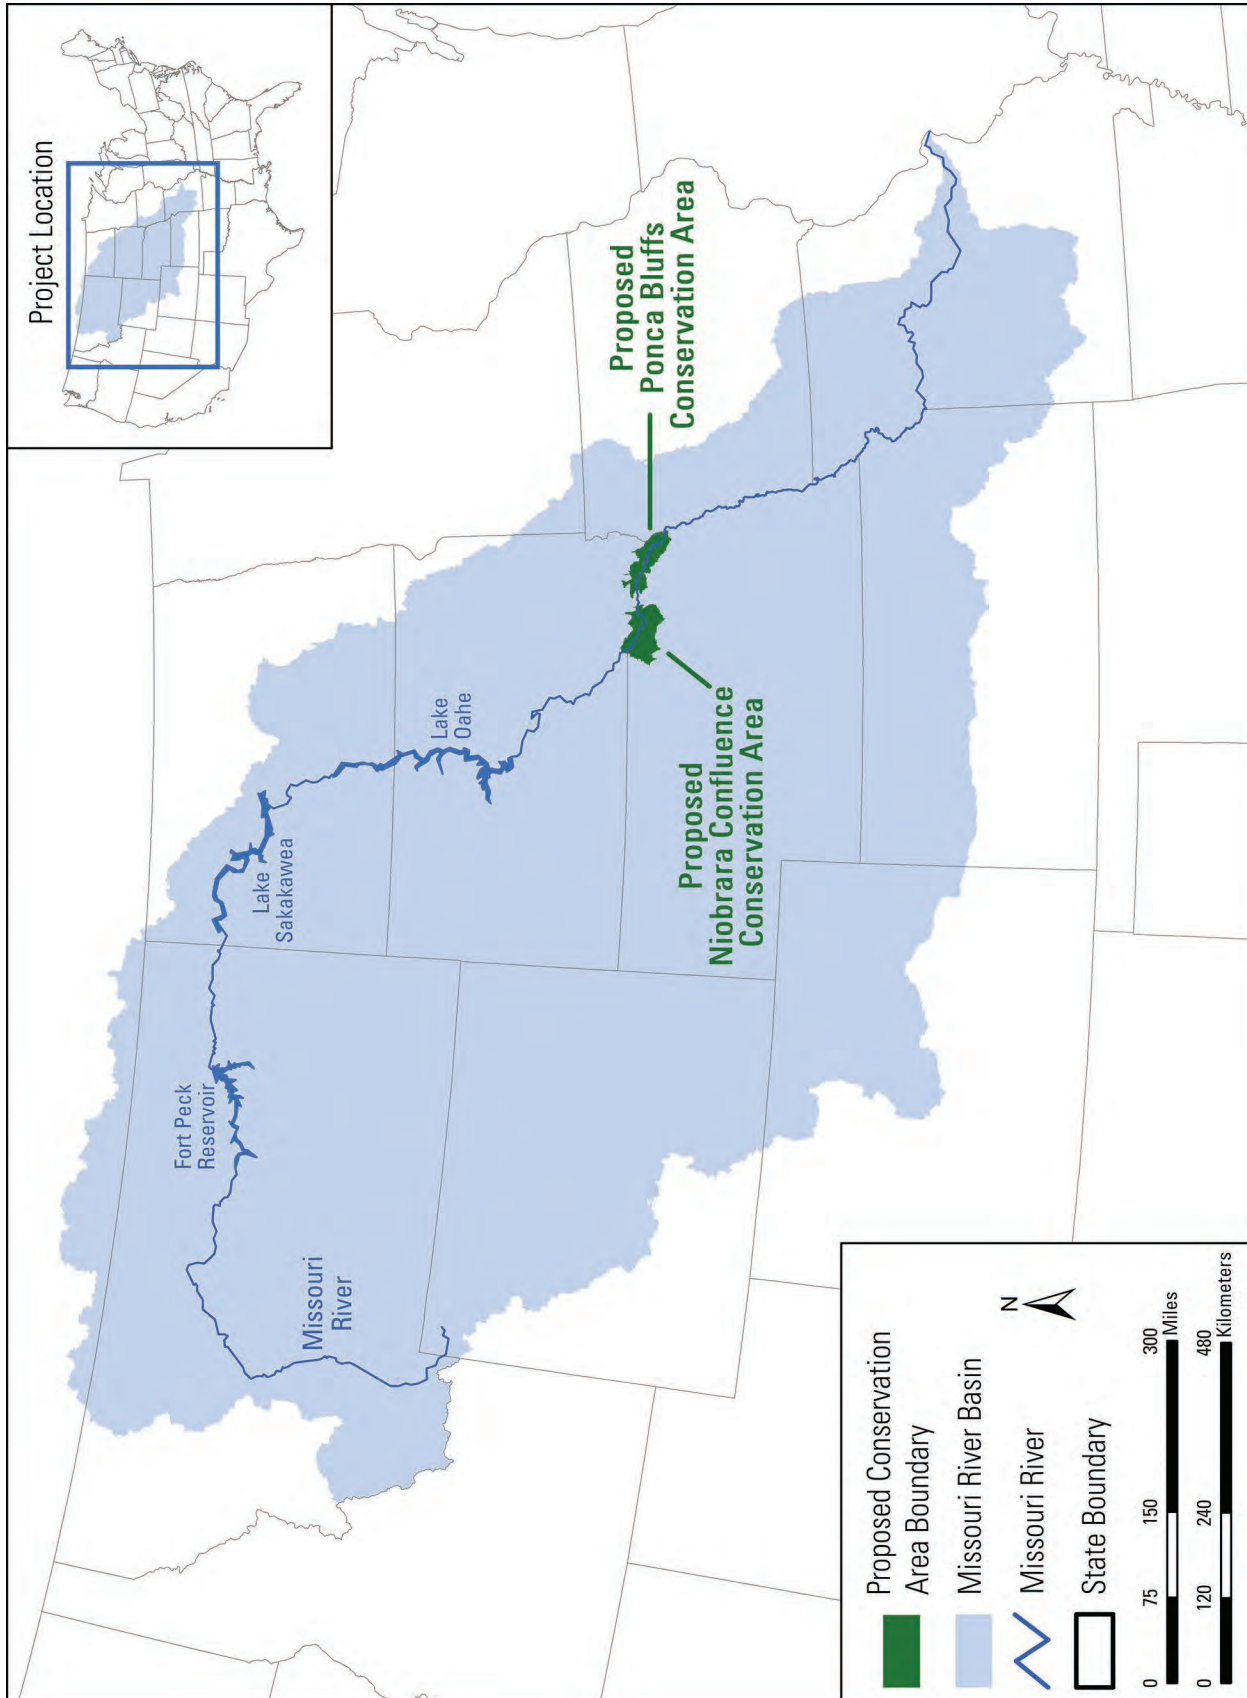 Project Location
Fort Peck
Reservoir
Lake
Sakakawea
Lake
Oahe
Missouri
River
Proposed
Ponca Bluffs
Conservation Area
Proposed
Niobrara Confluence
Conservation Area
Proposed Conservation
Area Boundary
Missouri River Basin
Missouri River
State Boundary
N
0 75 150 300
Miles
0 120 240 480
Kilometers